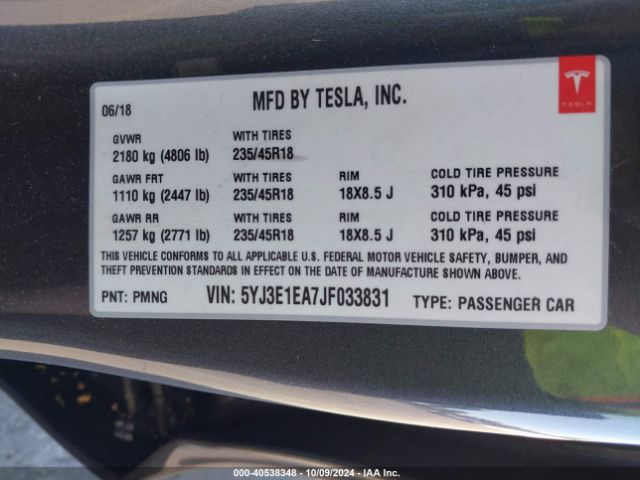 06/18 MFD BY TESLA, INC.
TESLA
GVWR WITH TIRES
2180 kg (4806 lb) 235/45R18
GAWR FRT WITH TIRES RIM COLD TIRE PRESSURE
1110 kg (2447 lb) 235/45R18 18X8.5 J 310 kPa, 45 psi
GAWR RR WITH TIRES RIM COLD TIRE PRESSURE
1257 kg (2771 lb) 235/45R18 18X8.5 J 310 kPa, 45 psi
THIS VEHICLE CONFORMS TO ALL APPLICABLE U.S. FEDERAL MOTOR VEHICLE SAFETY, BUMPER, AND
THEFT PREVENTION STANDARDS IN EFFECT ON THE DATE OF MANUFACTURE SHOWN ABOVE.
PNT: PMNG VIN: 5YJ3E1EA7JF033831 TYPE: PASSENGER CAR
000-40538348 - 10/09/2024 - IAA Inc.